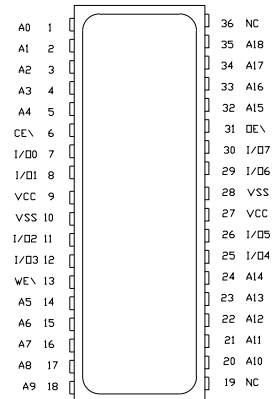 A0 1 36 NC
A1 2 35 A18
A2 3 34 A17
A3 4 33 A16
A4 5 32 A15
CE\ 6 31 OE\
I/O0 7 30 I/O7
I/O1 8 29 I/O6
VCC 9 28 VSS
VSS 10 27 VCC
I/O2 11 26 I/O5
I/O3 12 25 I/O4
WE\ 13 24 A14
A5 14 23 A13
A6 15 22 A12
A7 16 21 A11
A8 17 20 A10
A9 18 19 NC